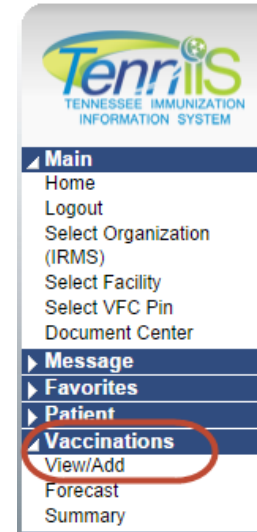 TennIIS
TENNESSEE IMMUNIZATION
INFORMATION SYSTEM
Main
Home
Logout
Select Organization
(IRMS)
Select Facility
Select VFC Pin
Document Center
Message
Favorites
Patient
Vaccinations
View/Add
Forecast
Summary